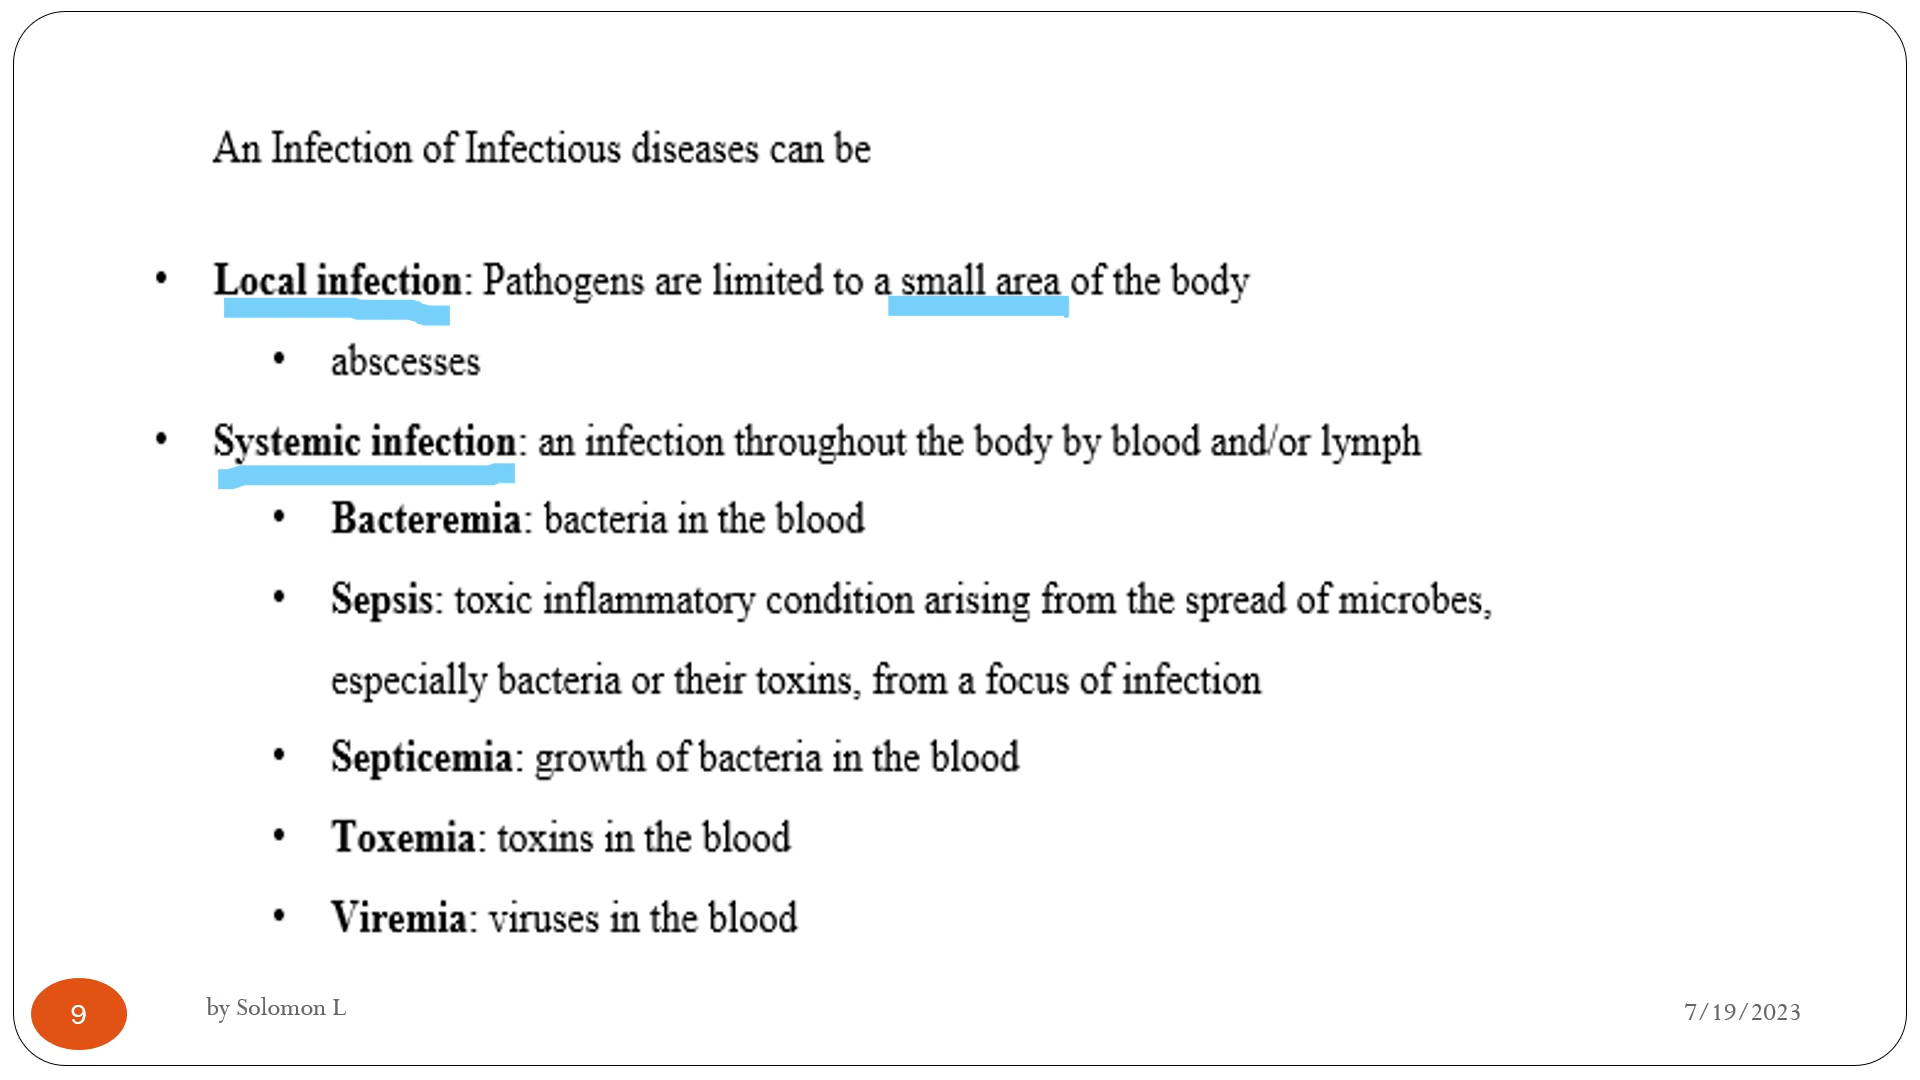 An Infection of Infectious diseases can be
• Local infection: Pathogens are limited to a small area of the body
• abscesses
• Systemic infection: an infection throughout the body by blood and/or lymph
• Bacteremia: bacteria in the blood
• Sepsis: toxic inflammatory condition arising from the spread of microbes,
especially bacteria or their toxins, from a focus of infection
• Septicemia: growth of bacteria in the blood
• Toxemia: toxins in the blood
• Viremia: viruses in the blood
9
by Solomon L
7/19/2023